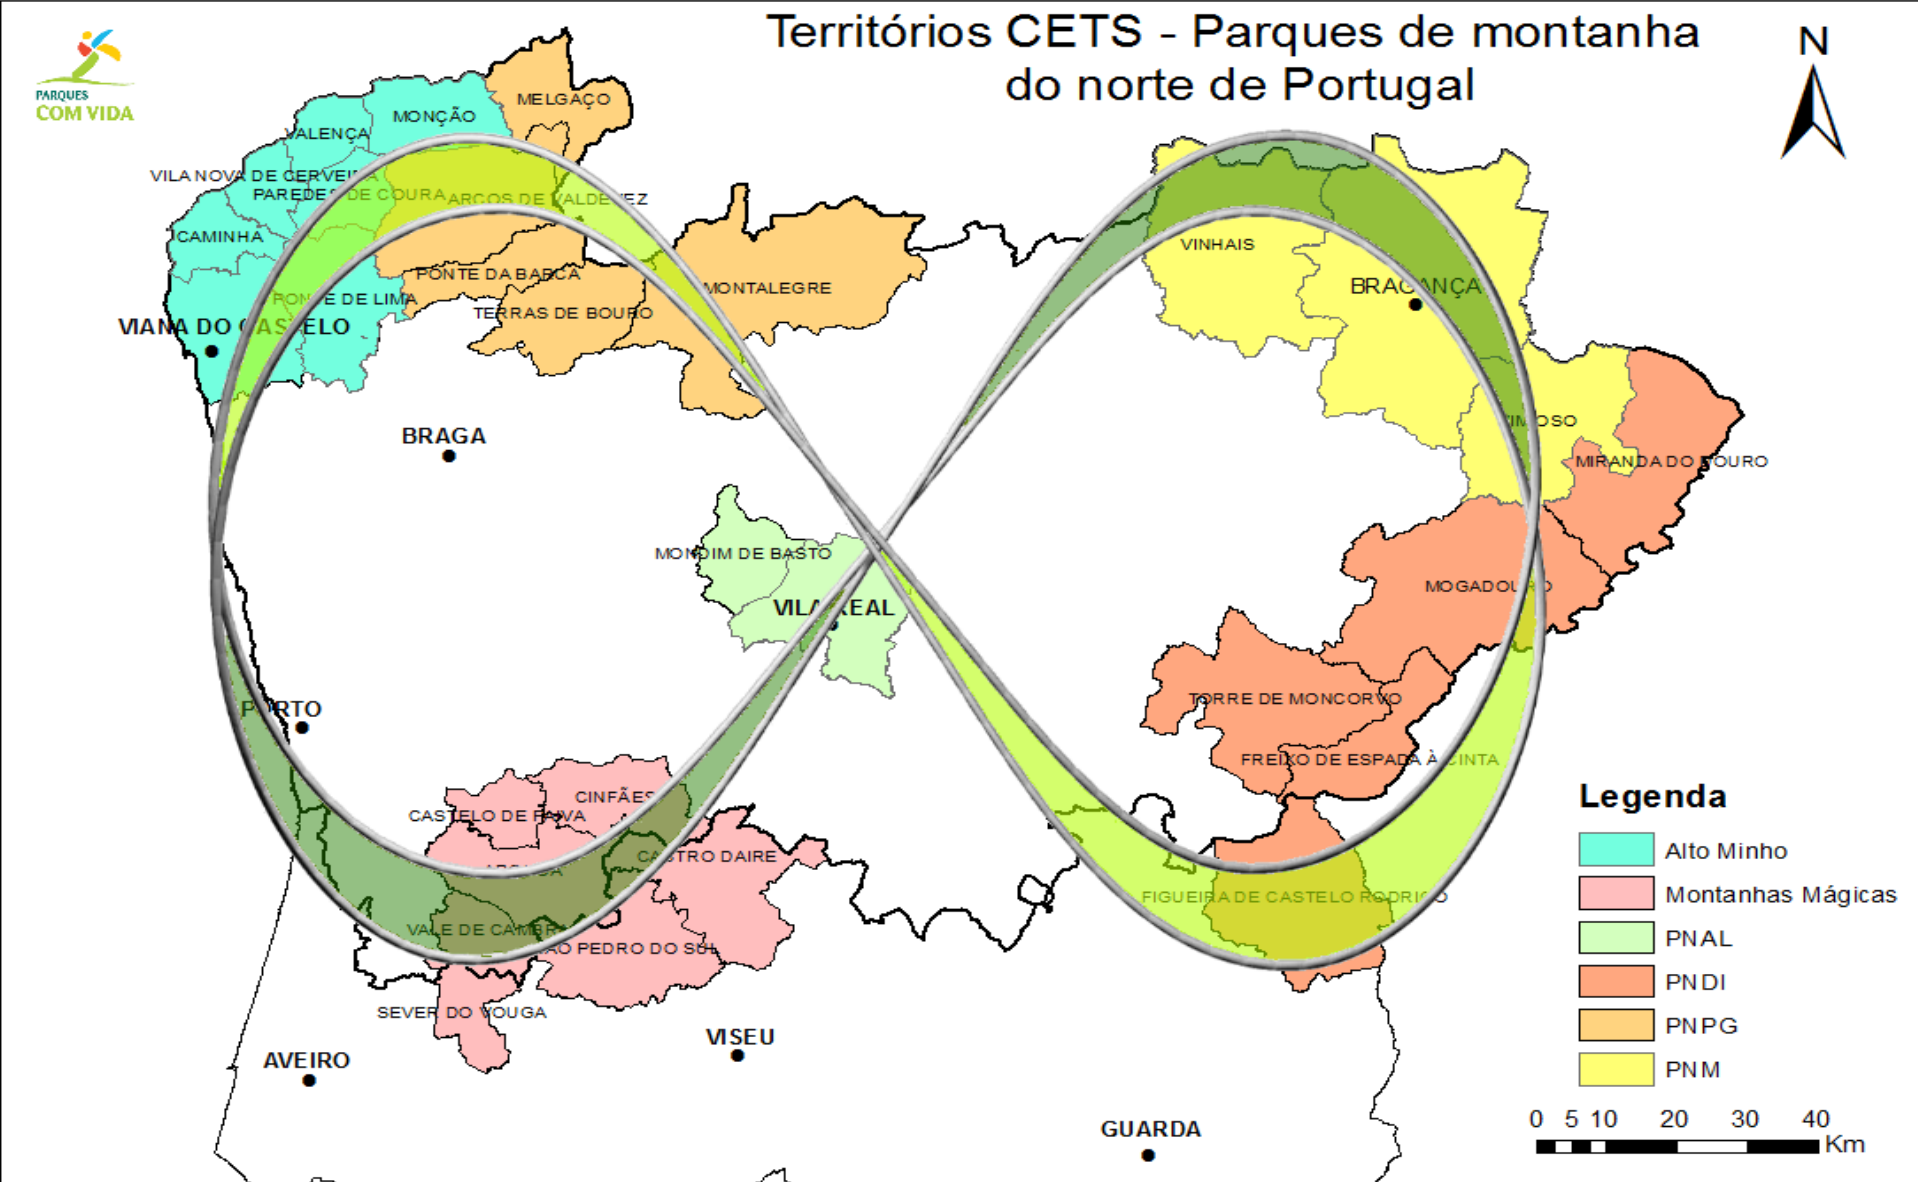 Territórios CETS - Parques de montanha
do norte de Portugal
N
PARQUES
COM VIDA
MELGAÇO
MONÇÃO
VALENÇA
VILA NOVA DE CERVEIRA
PAREDES DE COURA
ARCOS DE VALDEVEZ
CAMINHA
VINHAIS
PONTE DA BARCA
BRAGANÇA
MONTALEGRE
PONTE DE LIMA
TERRAS DE BOURO
VIANA DO CASTELO
VIMIOSO
BRAGA
MIRANDA DO DOURO
MONDIM DE BASTO
MOGADOURO
VILA REAL
TORRE DE MONCORVO
PORTO
FREIXO DE ESPADA À CINTA
CINFÃES
CASTELO DE PAIVA
Legenda
Alto Minho
CASTRO DAIRE
AROUCA
Montanhas Mágicas
FIGUEIRA DE CASTELO RODRIGO
VALE DE CAMBRA
PNAL
SÃO PEDRO DO SUL
PNDI
SEVER DO VOUGA
PNPG
VISEU
AVEIRO
PNM
0 5 10 20 30 40
Km
GUARDA